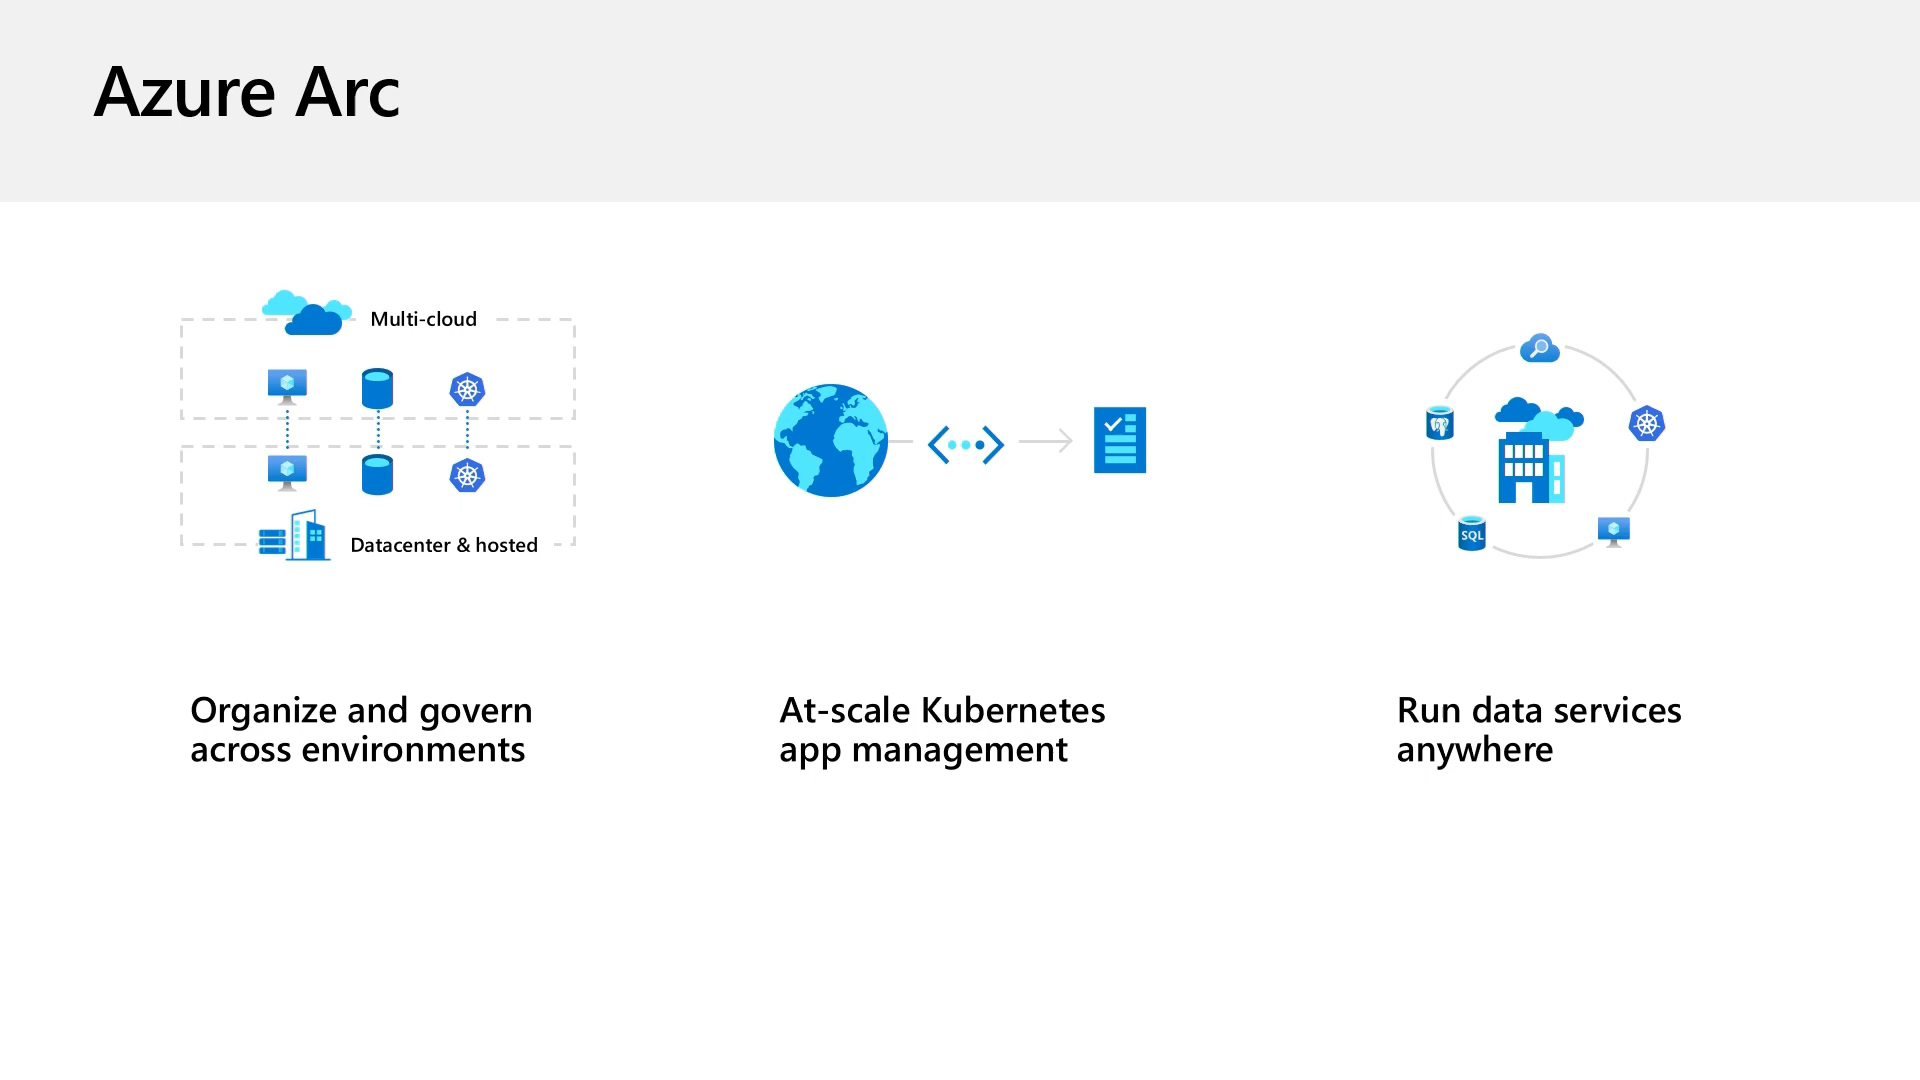 Azure Arc
Multi-cloud
Datacenter & hosted
SQL
Organize and govern
across environments
At-scale Kubernetes
app management
Run data services
anywhere